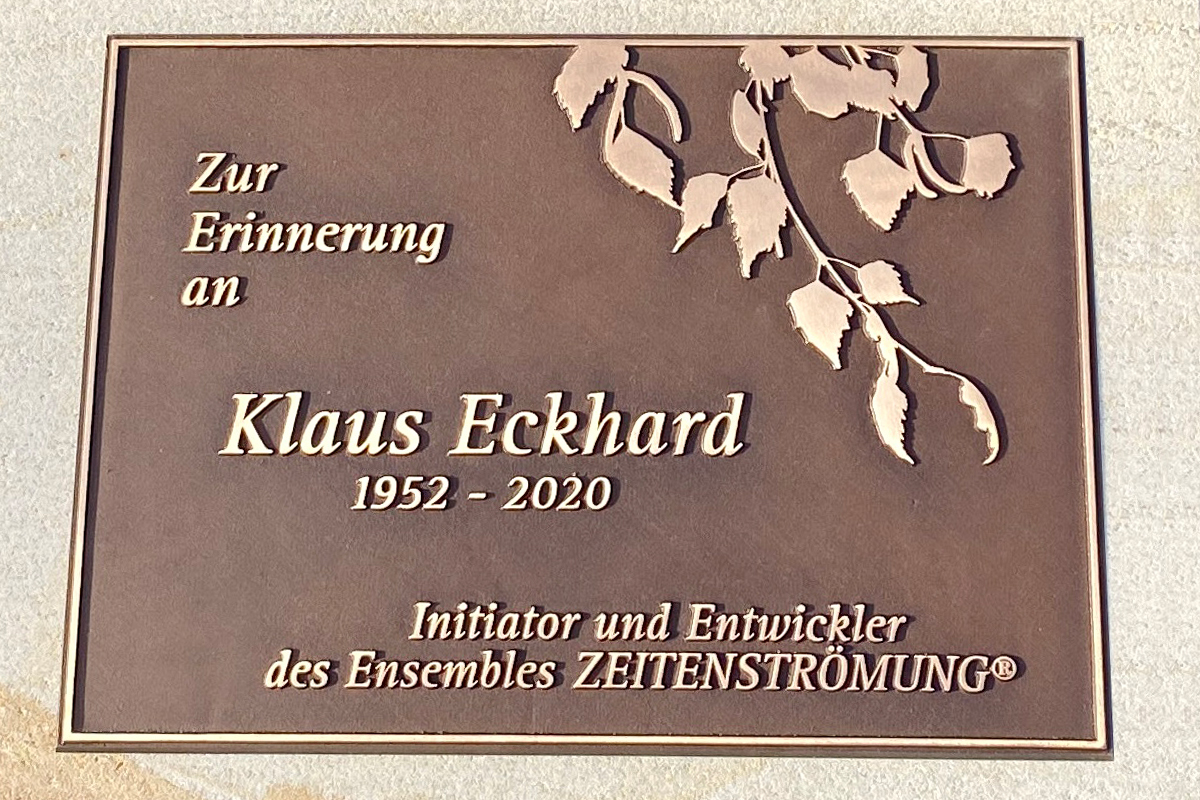 Zur
Erinnerung
an
Klaus Eckhard
1952 - 2020
Initiator und Entwickler
des Ensembles ZEITENSTRÖMUNG®